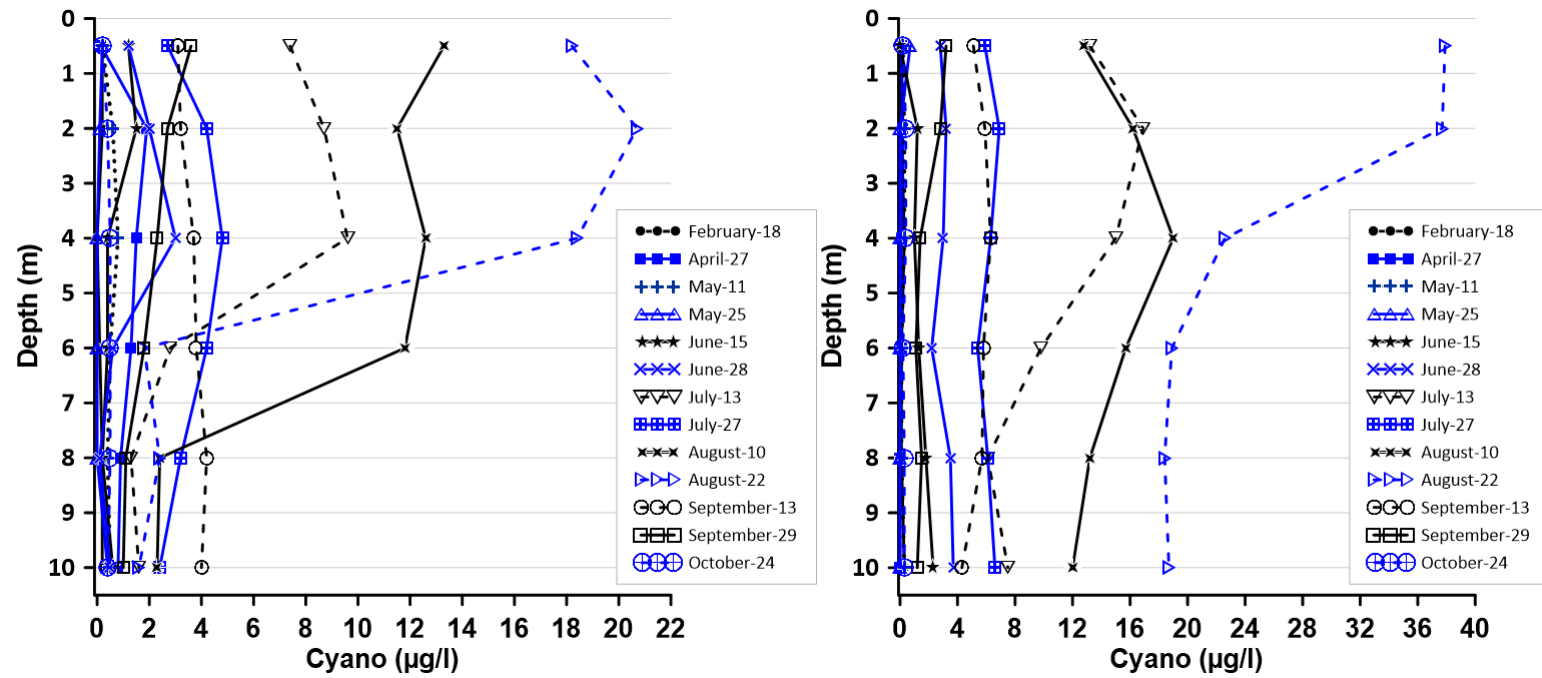 0
1
2
3
4
5
6
7
8
9
10
Depth (m)
0 2 4 6 8 10 12 14 16 18 20 22
Cyano (µg/l)
February-18
April-27
May-11
May-25
June-15
June-28
July-13
July-27
August-10
August-22
September-13
September-29
October-24
0
1
2
3
4
5
6
7
8
9
10
Depth (m)
0 4 8 12 16 20 24 28 32 36 40
Cyano (µg/l)
February-18
April-27
May-11
May-25
June-15
June-28
July-13
July-27
August-10
August-22
September-13
September-29
October-24